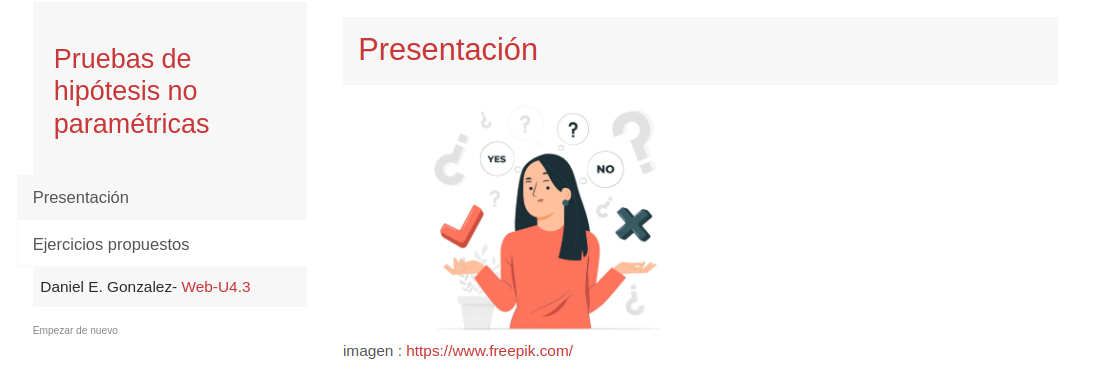 Pruebas de
hipótesis no
paramétricas
Presentación
Ejercicios propuestos
Daniel E. Gonzalez- Web-U4.3
Empezar de nuevo
Presentación
¿
?
?
?
YES
NO
¿
?
¿
¿
imagen : https://www.freepik.com/